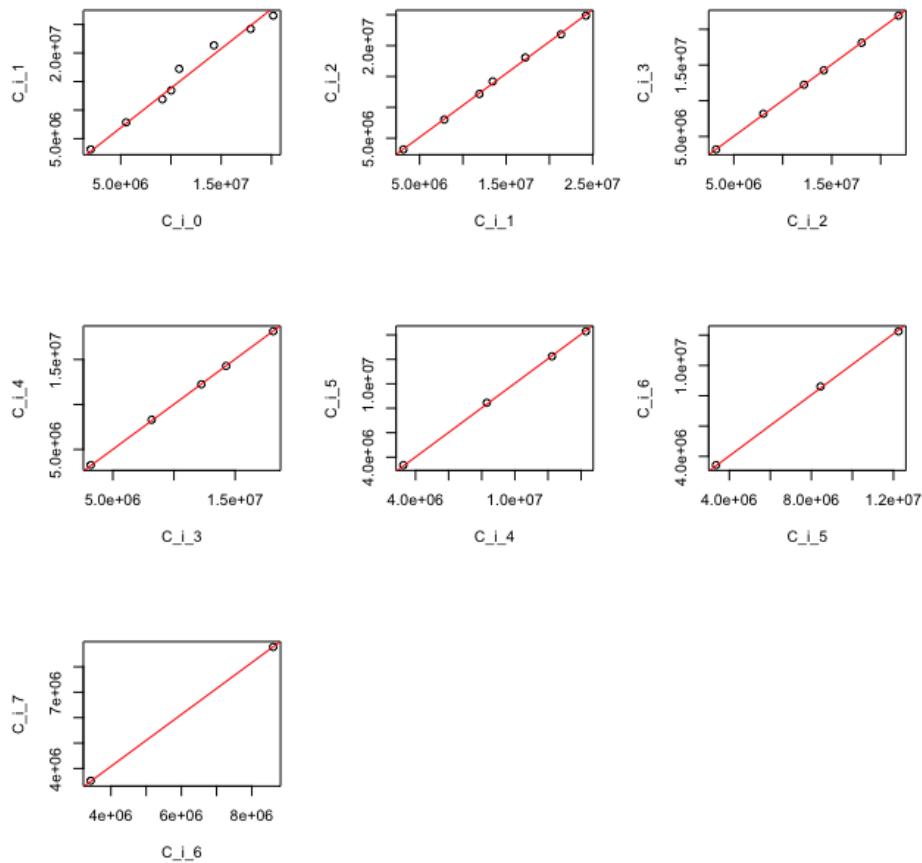 C_i_1
5.0e+06 2.0e+07
5.0e+06 1.5e+07
C_i_0
C_i_2
5.0e+06 2.0e+07
5.0e+06 1.5e+07 2.5e+07
C_i_1
C_i_3
5.0e+06 1.5e+07
5.0e+06 1.5e+07
C_i_2
C_i_4
5.0e+06 1.5e+07
5.0e+06 1.5e+07
C_i_3
C_i_5
4.0e+06 1.0e+07
4.0e+06 1.0e+07
C_i_4
C_i_6
4.0e+06 1.0e+07
4.0e+06 8.0e+06 1.2e+07
C_i_5
C_i_7
4e+06 7e+06
4e+06 6e+06 8e+06
C_i_6